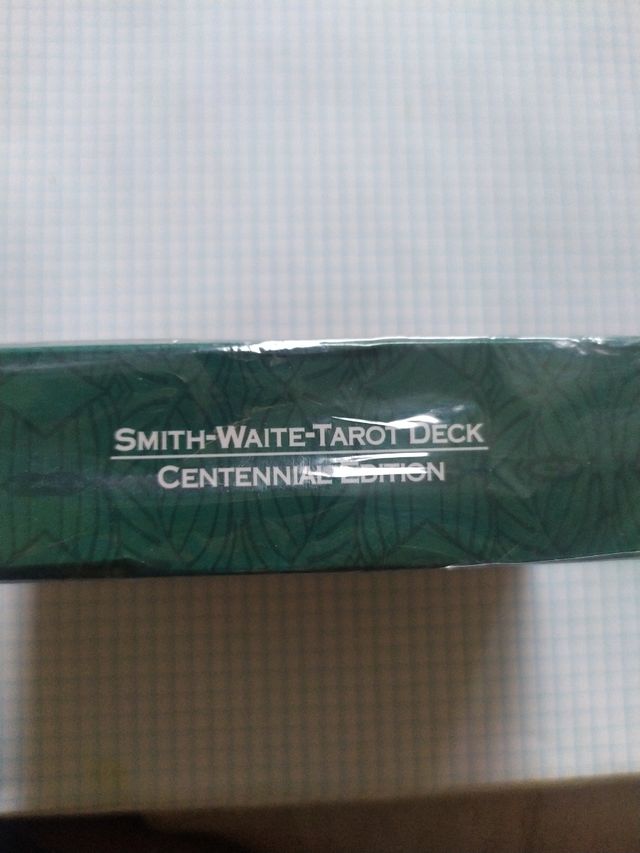 SMITH-WAITE-TAROT DECK
CENTENNIAL EDITION